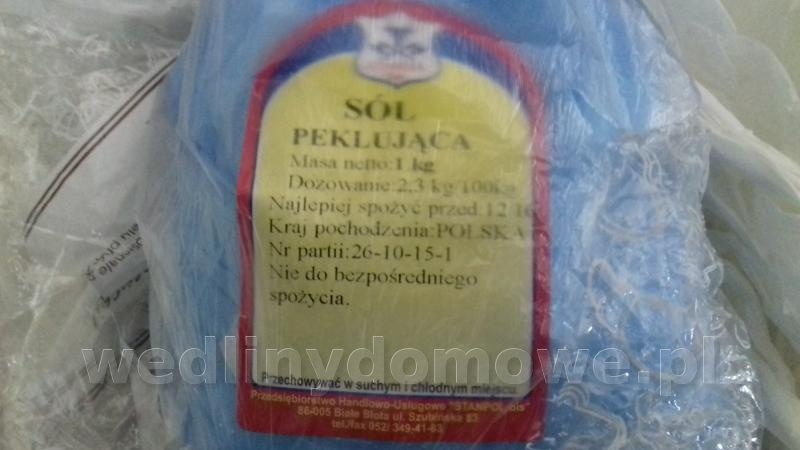 SÓL
PEKLUJĄCA
Masa netto:1 kg
Dozowanie:2,3 kg/100kg
Najlepiej spożyć przed:12 16
Kraj pochodzenia:POLSKA
Nr partii:26-10-15-1
Nie do bezpośredniego
spożycia.
wedlinydomowe.pl
Przechowywać w suchym i chłodnym miejscu
Przedsiębiorstwo Handlowo-Usługowe "STANPOL bis"
86-005 Białe Błota ul. Szubińska 83
tel./fax 052/ 349-41-83